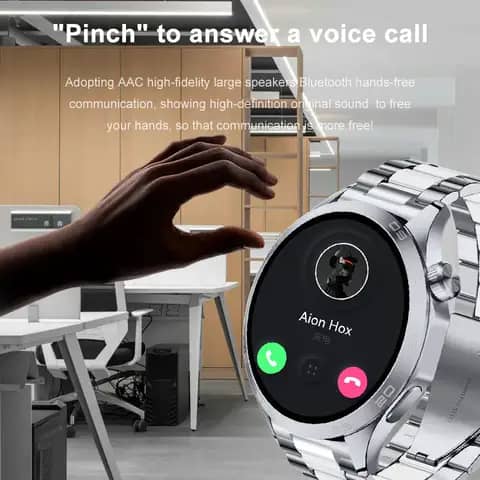 "Pinch" to answer a voice call
Adopting AAC high-fidelity large speakers Bluetooth hands-free
communication, showing high-definition original sound to free
your hands, so that communication is more free!
Aion Hox